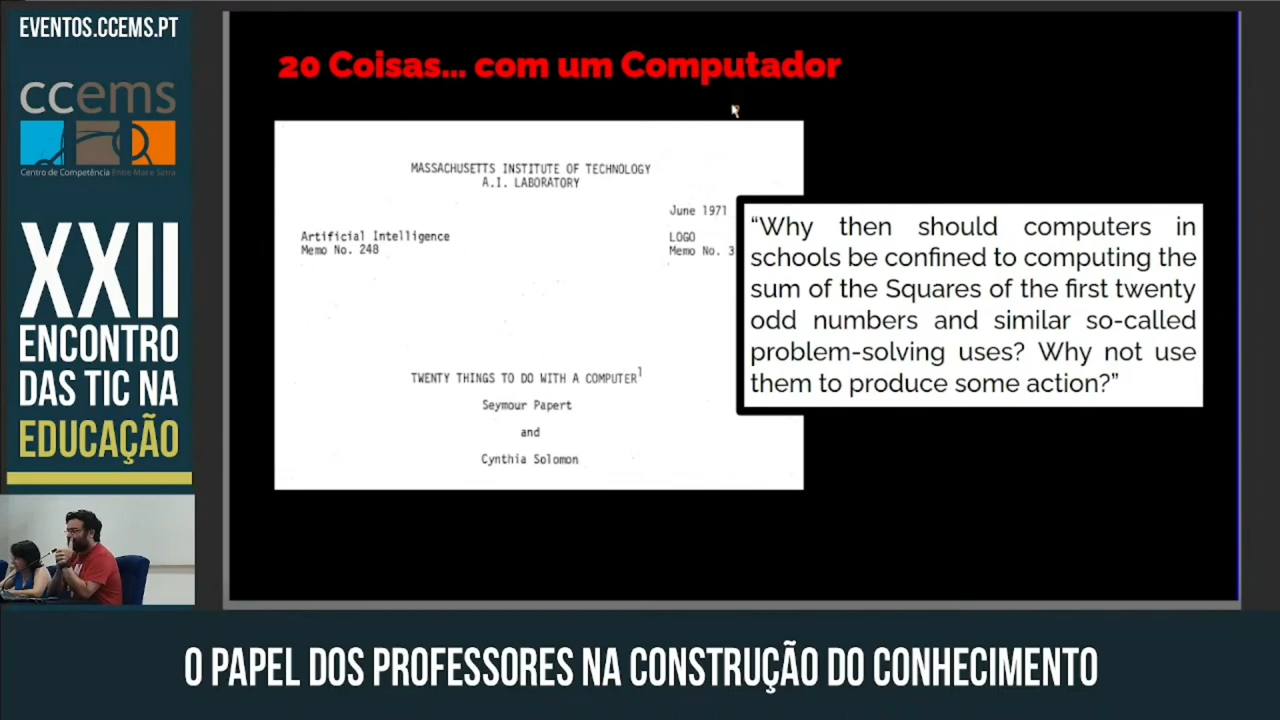 EVENTOS.CCEMS.PT
ccems
Centro de Competência Entre Mar e Serra
XXII
ENCONTRO
DAS TIC NA
EDUCAÇÃO
20 Coisas... com um Computador
MASSACHUSETTS INSTITUTE OF TECHNOLOGY
A.I. LABORATORY
June 1971
Artificial Intelligence
Memo No. 248
LOGO
Memo No. 3
TWENTY THINGS TO DO WITH A COMPUTER1
Seymour Papert
and
Cynthia Solomon
“Why then should computers in
schools be confined to computing the
sum of the Squares of the first twenty
odd numbers and similar so-called
problem-solving uses? Why not use
them to produce some action?”
O PAPEL DOS PROFESSORES NA CONSTRUÇÃO DO CONHECIMENTO